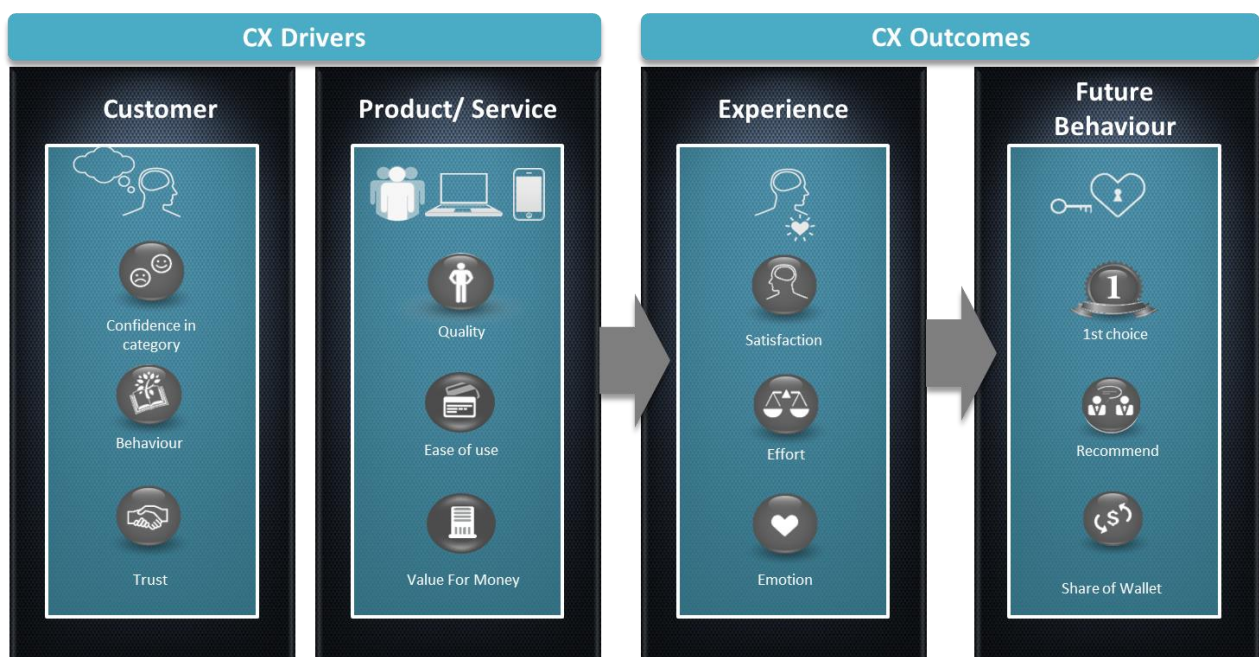 CX Drivers
CX Outcomes
Customer
Confidence in
category
Behaviour
Trust
Product/ Service
Quality
Ease of use
Value For Money
Experience
Satisfaction
Effort
Emotion
Future
Behaviour
1
1st choice
Recommend
$
Share of Wallet